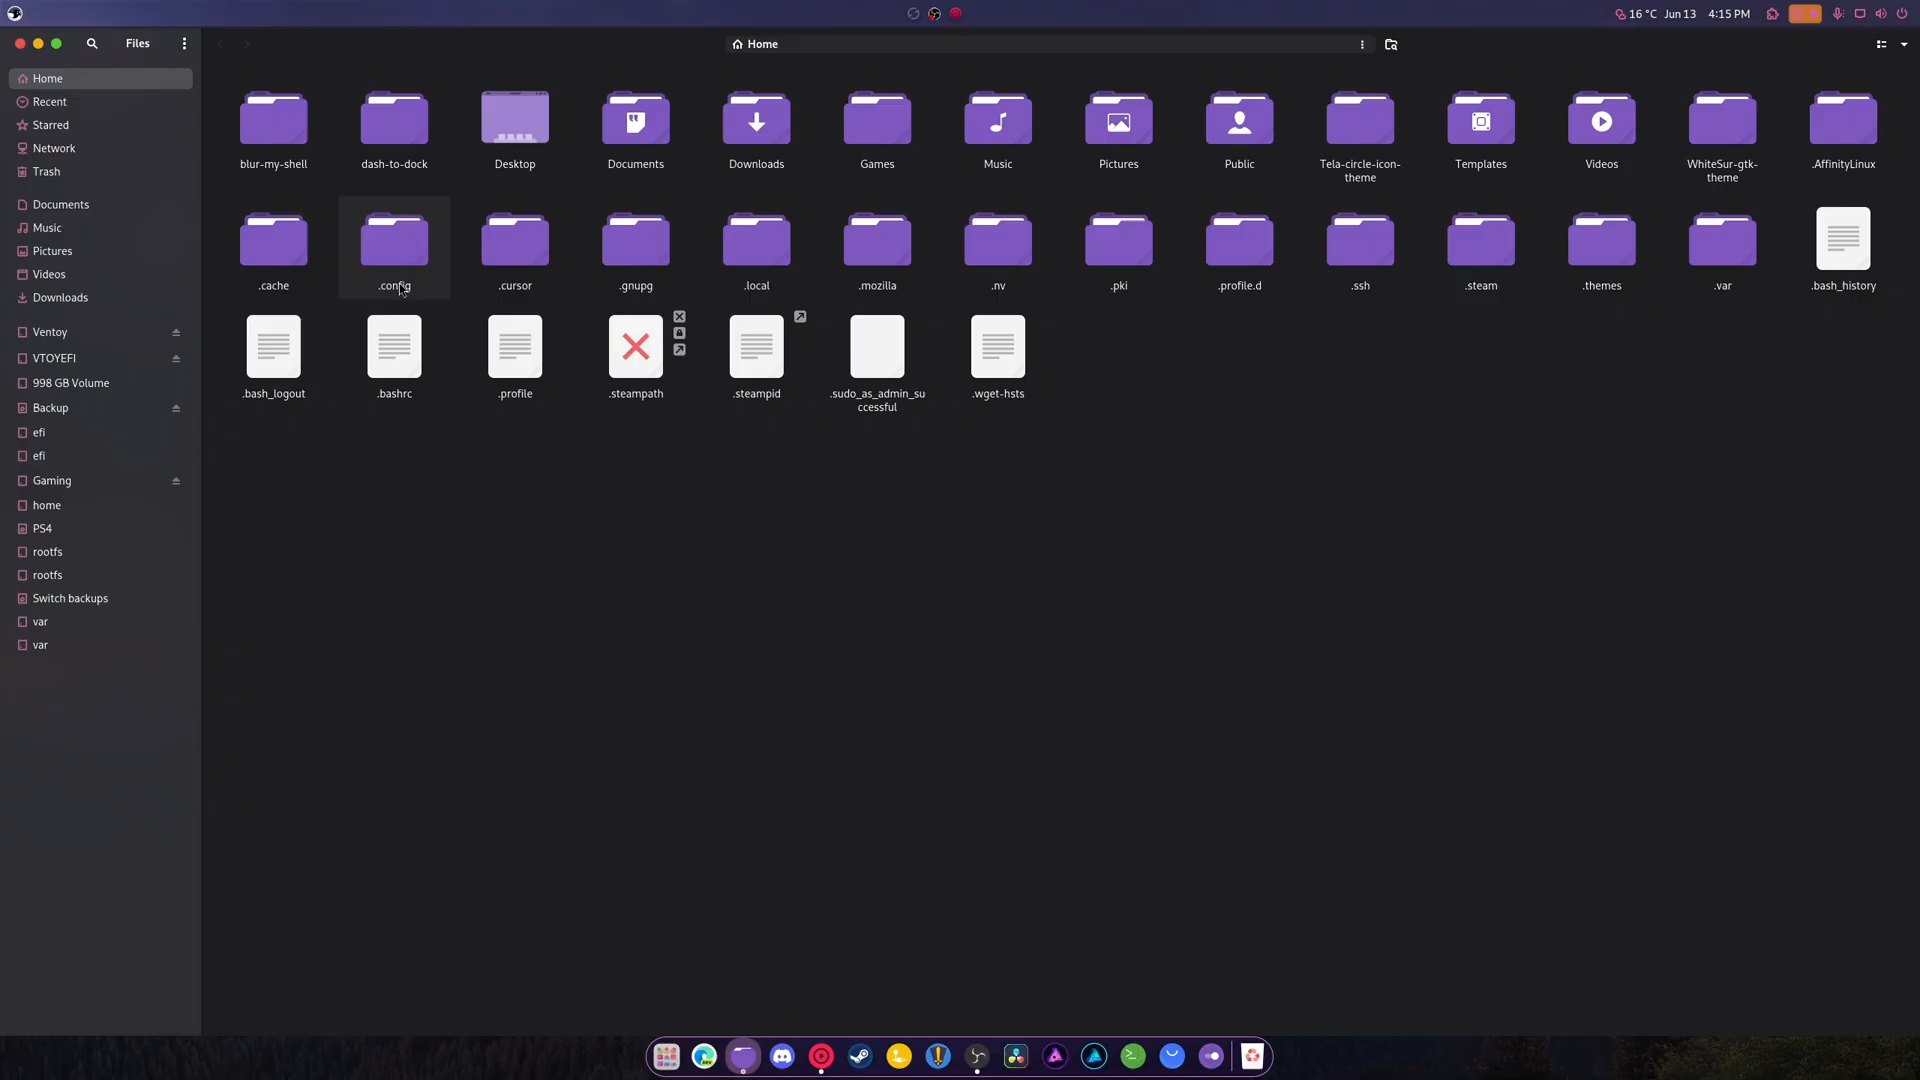 16 °C Jun 13 4:15 PM
Files
Home
Home
Recent
Starred
Network
Trash
Documents
Music
Pictures
Videos
Downloads
Ventoy
VTOYEFI
998 GB Volume
Backup
efi
efi
Gaming
home
PS4
rootfs
rootfs
Switch backups
var
var
blur-my-shell
dash-to-dock
Desktop
Documents
Downloads
Games
Music
Pictures
Public
Tela-circle-icon-
theme
Templates
Videos
WhiteSur-gtk-
theme
.AffinityLinux
.cache
.config
.cursor
.gnupg
.local
.mozilla
.nv
.pki
.profile.d
.ssh
.steam
.themes
.var
.bash_history
.bash_logout
.bashrc
.profile
.steampath
.steampid
.sudo_as_admin_su
ccessful
.wget-hsts